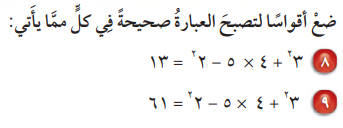 ضعْ أقواسًا لتصبحَ العبارةُ صحيحةً فِي كلٍّ ممَّا يأتي:
٨ ٣^٢ + ٤ × ٥ − ٢^٢ = ١٣
٩ ٣^٢ + ٤ × ٥ − ٢^٢ = ٦١